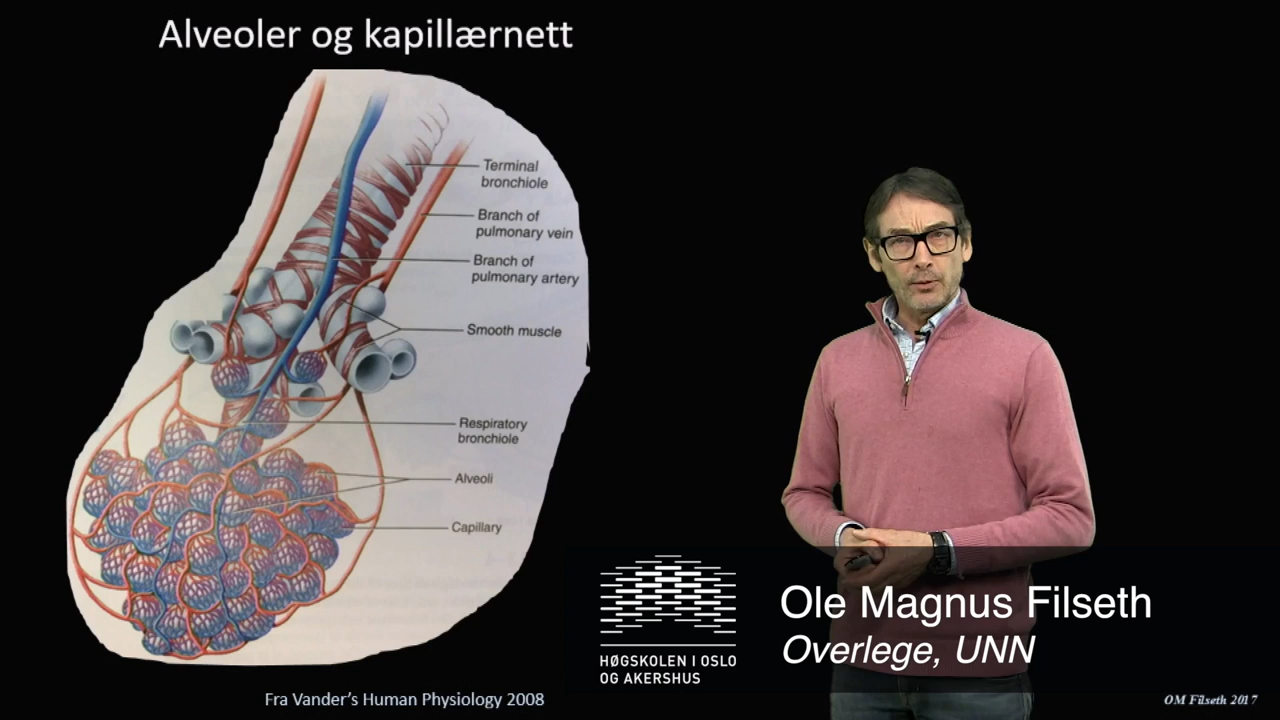 Alveoler og kapillærnett
Terminal
bronchiole
Branch of
pulmonary vein
Branch of
pulmonary artery
Smooth muscle
Respiratory
bronchiole
Alveoli
Capillary
HØGSKOLEN I OSLO
OG AKERSHUS
Ole Magnus Filseth
Overlege, UNN
Fra Vander's Human Physiology 2008
OM Filseth 2017